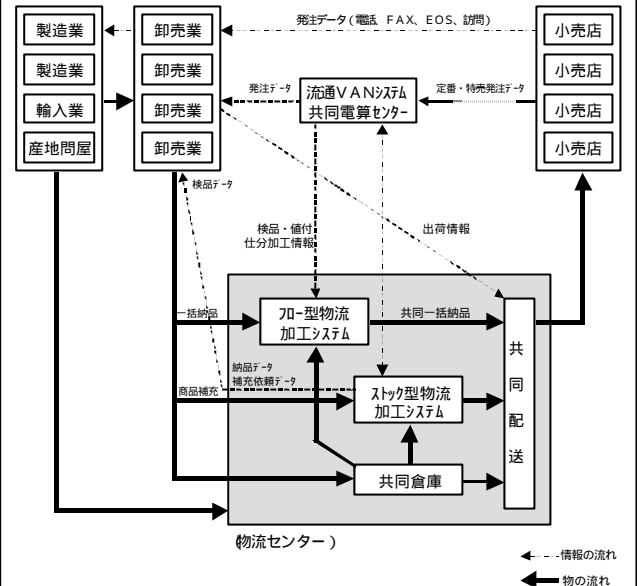 製造業
製造業
輸入業
産地問屋
卸売業
卸売業
卸売業
卸売業
発注データ(電話、FAX、EOS、訪問)
小売店
小売店
小売店
小売店
発注ﾃﾞｰﾀ
流通VANｼｽﾃﾑ
共同電算ｾﾝﾀｰ
定番・特売発注ﾃﾞｰﾀ
検品ﾃﾞｰﾀ
検品・値付
仕分加工情報
出荷情報
一括納品
ﾌﾛｰ型物流
加工ｼｽﾃﾑ
共同一括納品
共同配送
納品ﾃﾞｰﾀ
補充依頼ﾃﾞｰﾀ
商品補充
ｽﾄｯｸ型物流
加工ｼｽﾃﾑ
共同倉庫
(物流センター)
情報の流れ
物の流れ